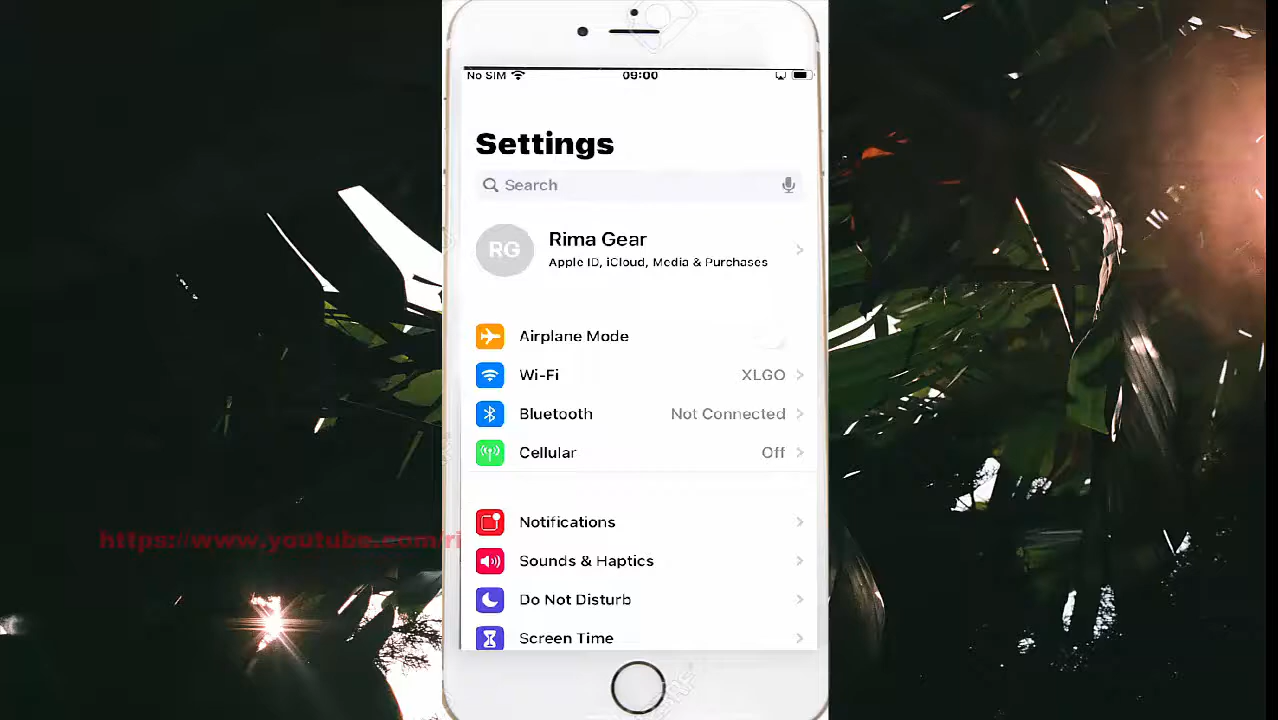 No SIM 09:00
Settings
Search
RG
Rima Gear
Apple ID, iCloud, Media & Purchases
Airplane Mode
Wi-Fi XLGO
Bluetooth Not Connected
Cellular Off
Notifications
https://www.youtube.com/ri
Sounds & Haptics
Do Not Disturb
Screen Time